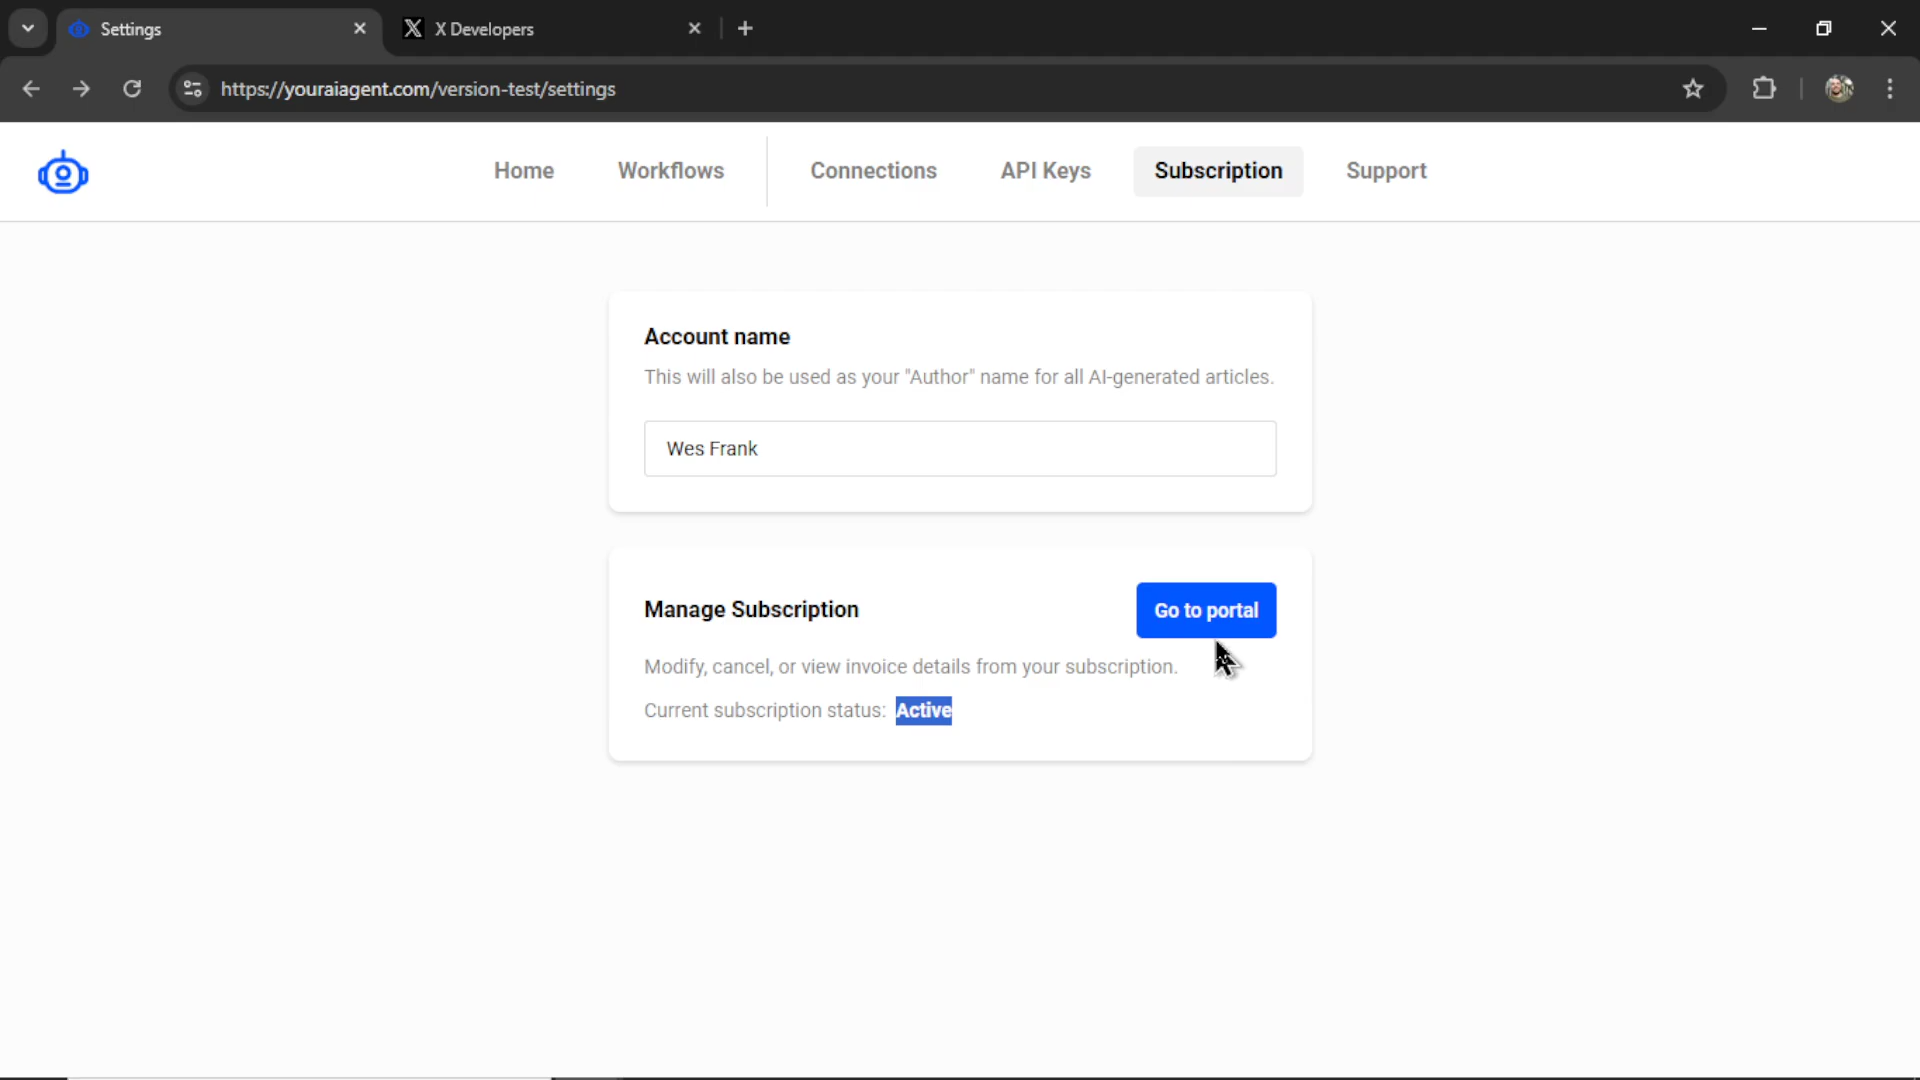 Settings
X Developers
https://youraiagent.com/version-test/settings
Home
Workflows
Connections
API Keys
Subscription
Support
Account name
This will also be used as your "Author" name for all AI-generated articles.
Wes Frank
Manage Subscription
Go to portal
Modify, cancel, or view invoice details from your subscription.
Current subscription status: Active